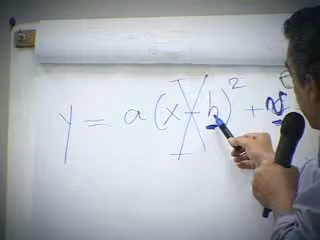 y = a (x - b)² +